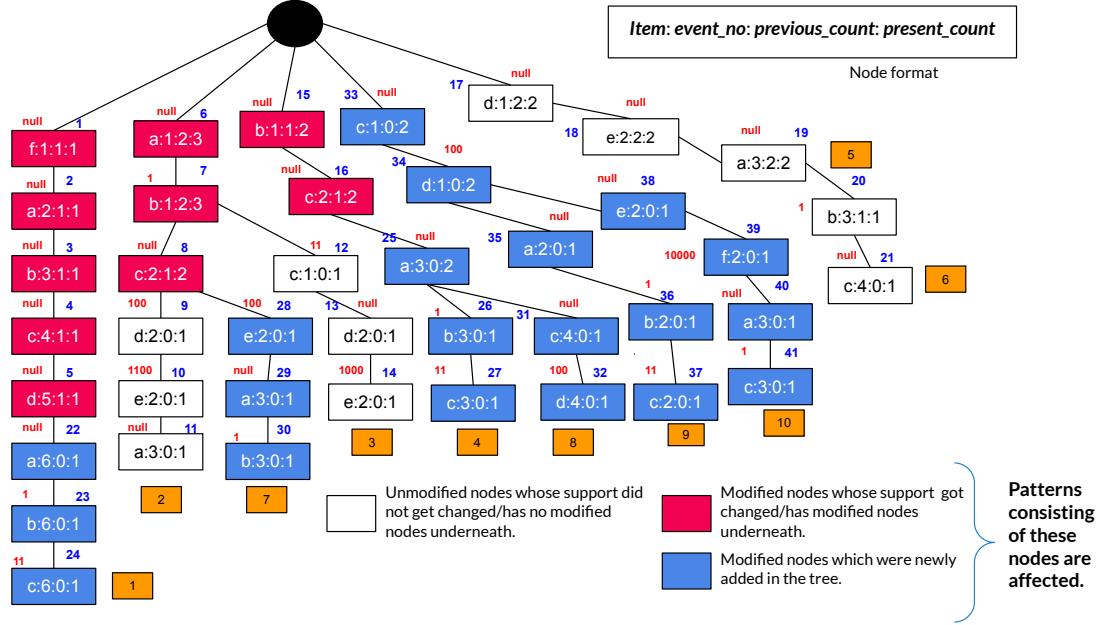 Item: event_no: previous_count: present_count
Node format
null
17
d:1:2:2
null
18
e:2:2:2
null
19
a:3:2:2
5
20
1
b:3:1:1
null
21
c:4:0:1
6
null
1
f:1:1:1
null
2
a:2:1:1
null
3
b:3:1:1
null
4
c:4:1:1
null
5
d:5:1:1
null
22
a:6:0:1
1
23
b:6:0:1
11
24
c:6:0:1
1
null
6
a:1:2:3
1
7
b:1:2:3
null
8
c:2:1:2
100
9
d:2:0:1
1100
10
e:2:0:1
null
11
a:3:0:1
2
100
28
e:2:0:1
null
29
a:3:0:1
1
30
b:3:0:1
7
11
12
c:1:0:1
13
null
d:2:0:1
1000
14
e:2:0:1
3
null
15
b:1:1:2
null
16
c:2:1:2
25
null
a:3:0:2
1
26
b:3:0:1
11
27
c:3:0:1
4
31
null
c:4:0:1
100
32
d:4:0:1
8
33
null
c:1:0:2
34
100
d:1:0:2
35
null
a:2:0:1
1
36
b:2:0:1
11
37
c:2:0:1
9
null
38
e:2:0:1
39
10000
f:2:0:1
null
40
a:3:0:1
1
41
c:3:0:1
10
Unmodified nodes whose support did
not get changed/has no modified
nodes underneath.
Modified nodes whose support got
changed/has modified nodes
underneath.
Modified nodes which were newly
added in the tree.
Patterns
consisting
of these
nodes are
affected.